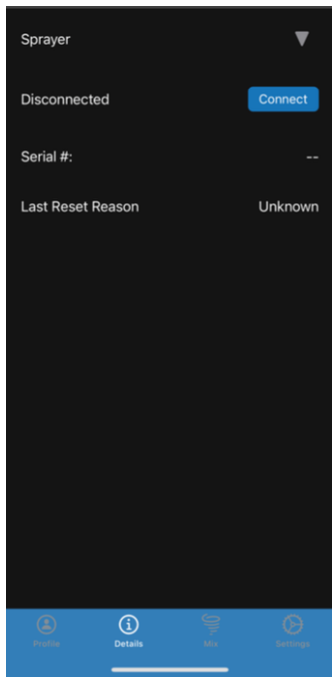 Sprayer
Disconnected Connect
Serial #: --
Last Reset Reason Unknown
Profile Details Mix Settings